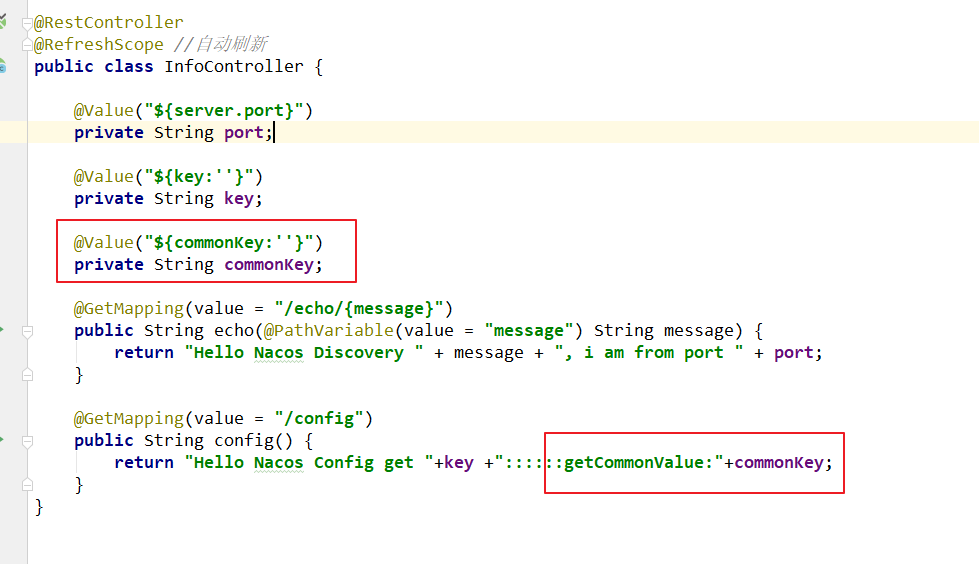 @RestController
@RefreshScope //自动刷新
public class InfoController {
@Value("${server.port}")
private String port;
@Value("${key:''}")
private String key;
@Value("${commonKey:''}")
private String commonKey;
@GetMapping(value = "/echo/{message}")
public String echo(@PathVariable(value = "message") String message) {
return "Hello Nacos Discovery " + message + ", i am from port " + port;
}
@GetMapping(value = "/config")
public String config() {
return "Hello Nacos Config get "+key +"::::::getCommonValue:"+commonKey;
}
}